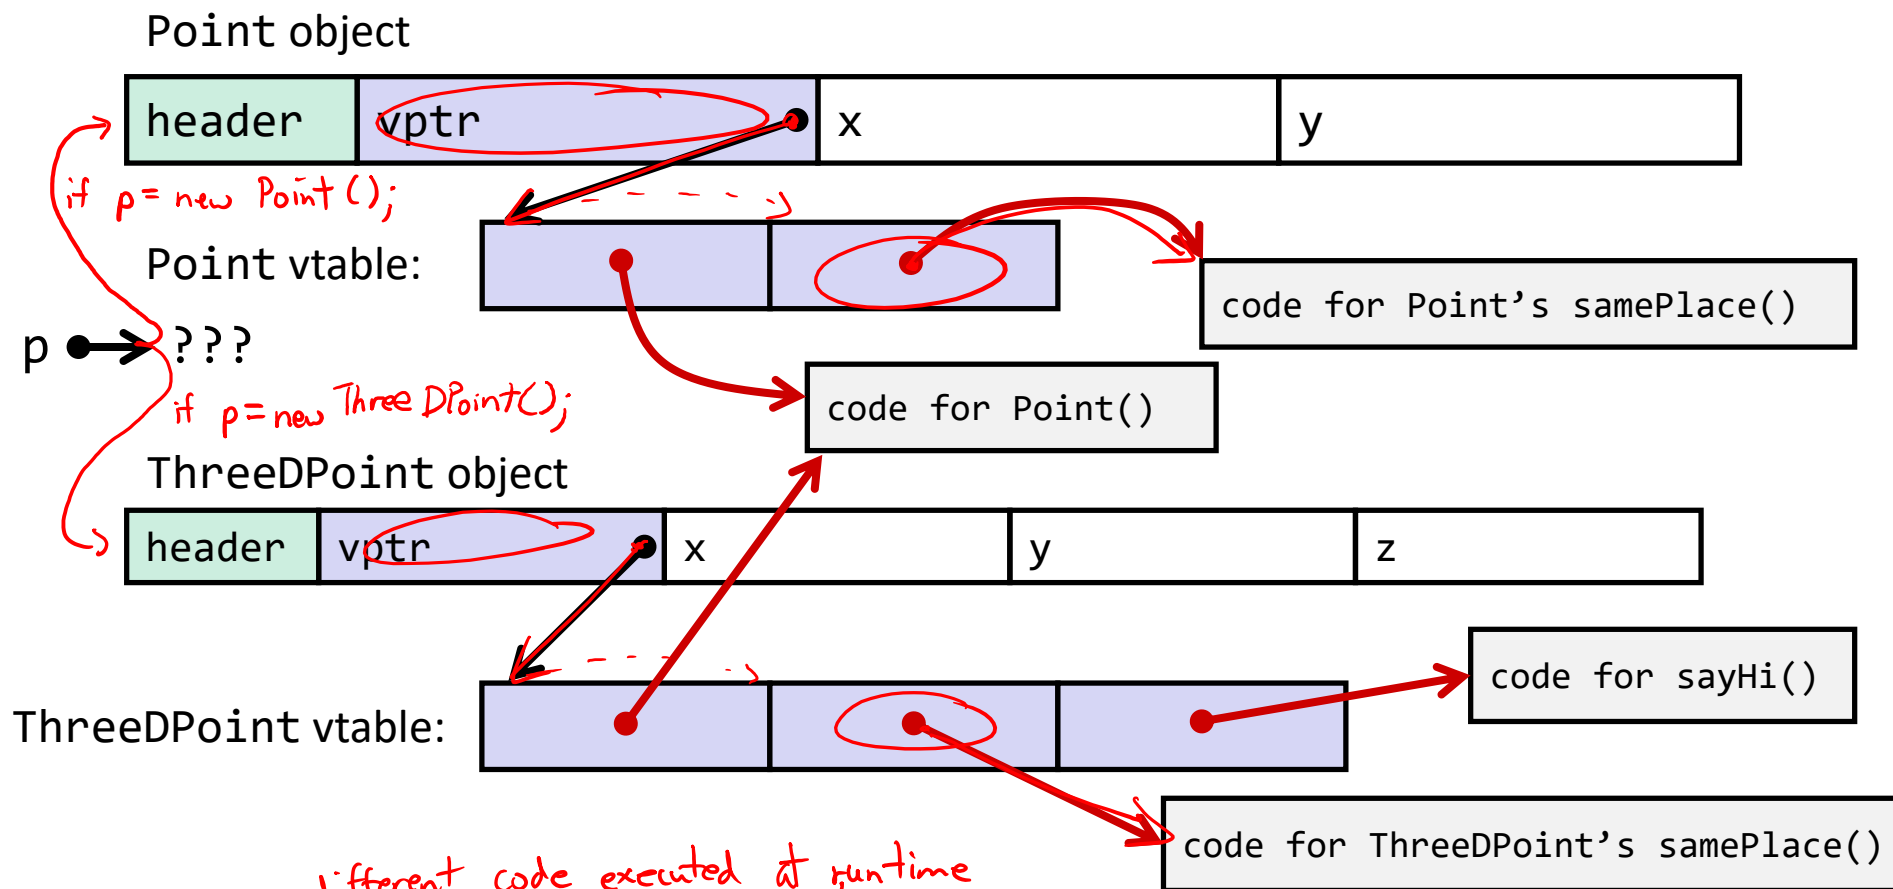 Point object
header vptr x y
if p = new Point();
Point vtable:
code for Point's samePlace()
p ???
code for Point()
if p = new ThreeDPoint();
ThreeDPoint object
header vptr x y z
code for sayHi()
ThreeDPoint vtable:
code for ThreeDPoint's samePlace()
code executed at runtime